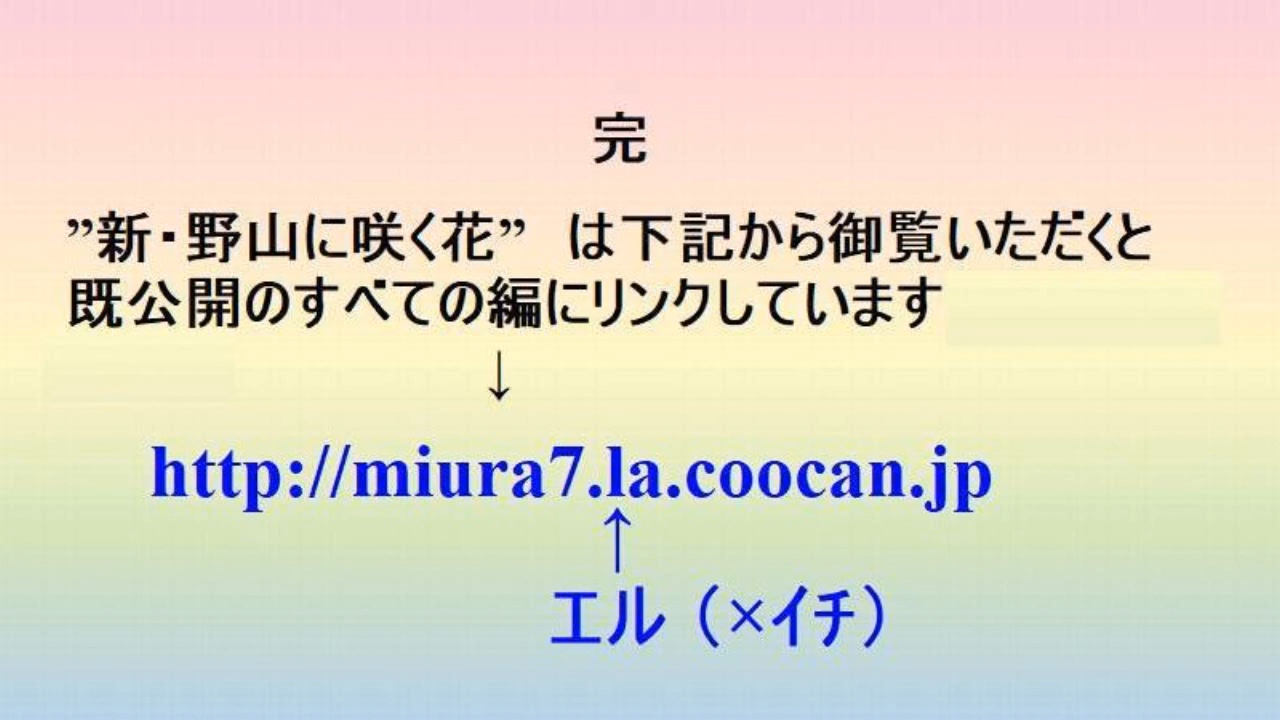 完
”新・野山に咲く花”　は下記から御覧いただくと
既公開のすべての編にリンクしています
↓
http://miura7.la.coocan.jp
↑
エル（×イチ）